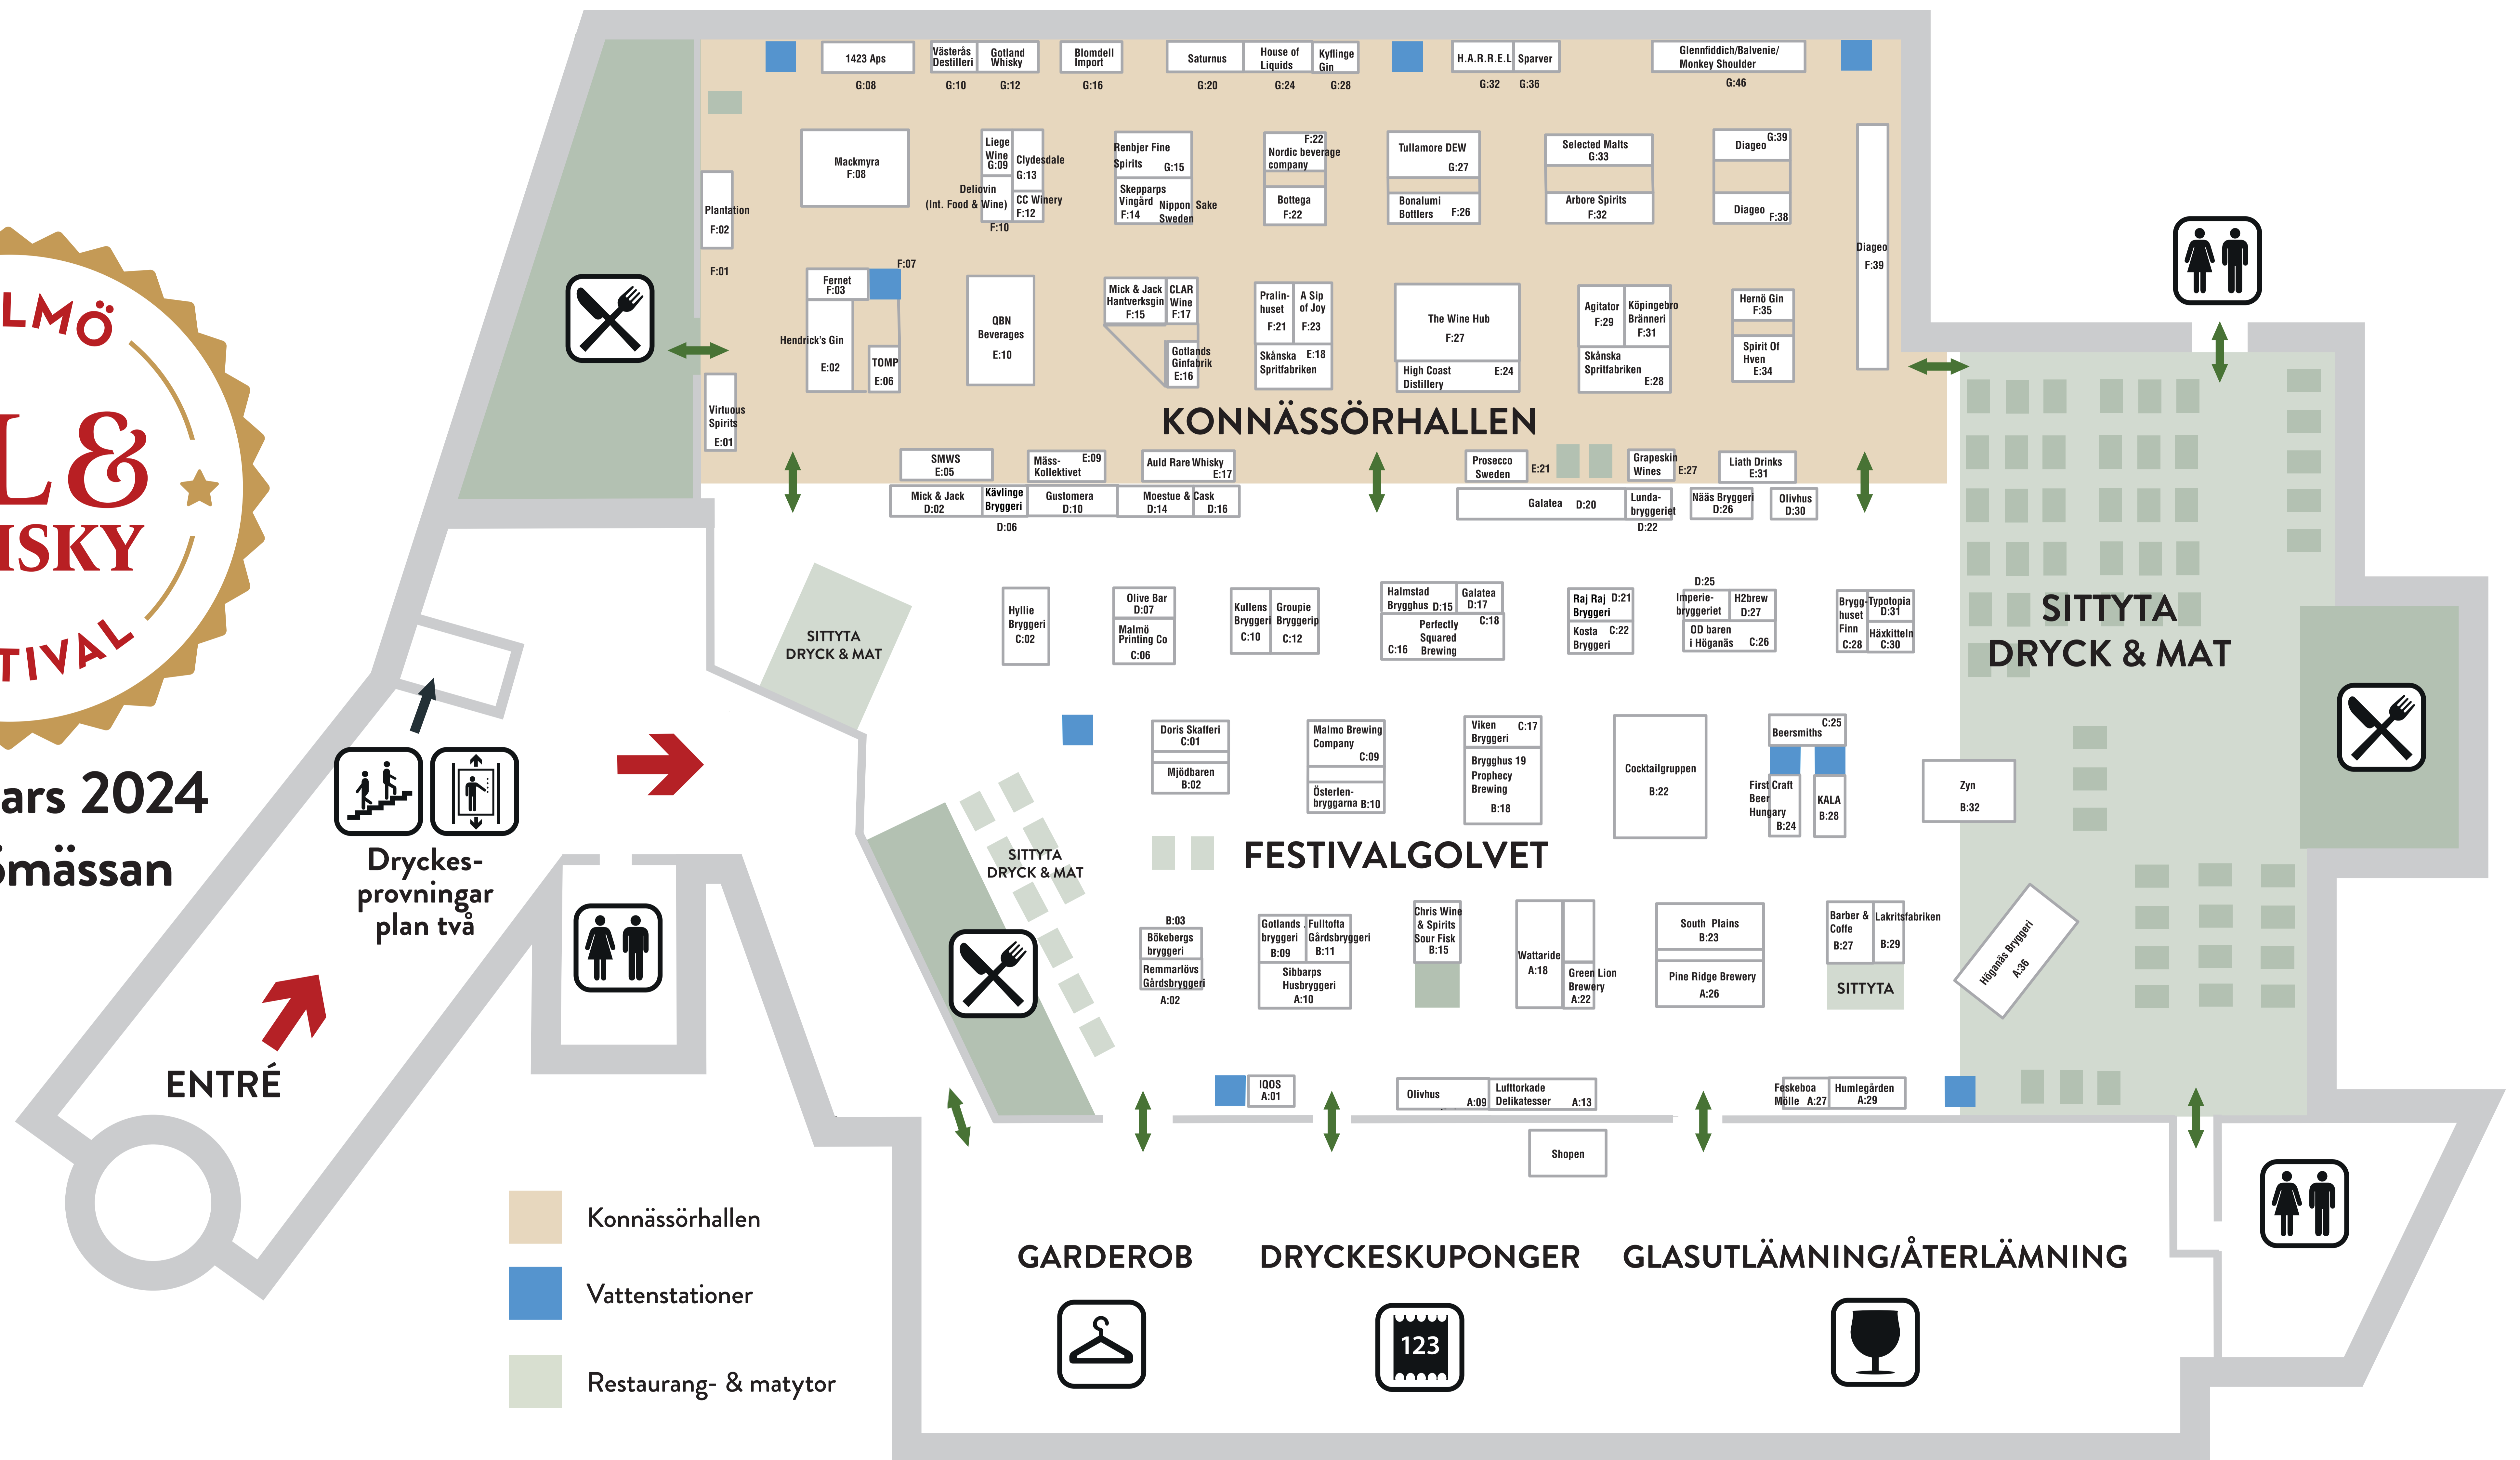 LMÖ
L&
ISKY
TIVAL
ars 2024
ömässan
1423 Aps
G:08
Västerås
Destilleri
G:10
Gotland
Whisky
G:12
Blomdell
Import
G:16
Saturnus
G:20
House of
Liquids
G:24
Kyflinge
Gin
G:28
H.A.R.R.E.L
G:32
Sparver
G:36
Glennfiddich/Balvenie/
Monkey Shoulder
G:46
Plantation
F:02
F:01
Mackmyra
F:08
Liege
Wine
G:09
Clydesdale
G:13
Deliovin
(Int. Food & Wine)
F:10
CC Winery
F:12
Renbjer Fine
Spirits G:15
Skepparps
Vingård
F:14
Nippon Sake
Sweden
F:22
Nordic beverage
company
Bottega
F:22
Tullamore DEW
G:27
Bonalumi
Bottlers F:26
Selected Malts
G:33
Arbore Spirits
F:32
G:39
Diageo
Diageo F:38
Diageo
F:39
Fernet
F:03
F:07
Hendrick's Gin
E:02
TOMP
E:06
QBN
Beverages
E:10
Mick & Jack
Hantverksgin
F:15
CLAR
Wine
F:17
Gotlands
Ginfabrik
E:16
Pralin-
huset
F:21
A Sip
of Joy
F:23
Skånska E:18
Spritfabriken
The Wine Hub
F:27
High Coast E:24
Distillery
Agitator
F:29
Köpingebro
Bränneri
F:31
Skånska
Spritfabriken
E:28
Hernö Gin
F:35
Spirit Of
Hven
E:34
Virtuous
Spirits
E:01
KONNÄSSÖRHALLEN
SMWS
E:05
Mäss- E:09
Kollektivet
Auld Rare Whisky
E:17
Prosecco
Sweden
E:21
Grapeskin
Wines
E:27
Liath Drinks
E:31
Mick & Jack
D:02
Kävlinge
Bryggeri
D:06
Gustomera
D:10
Moestue & Cask
D:14 D:16
Galatea D:20
Lunda-
bryggeriet
D:22
Nääs Bryggeri
D:26
Olivhus
D:30
SITTYTA
DRYCK & MAT
Hyllie
Bryggeri
C:02
Olive Bar
D:07
Malmö
Printing Co
C:06
Kullens
Bryggeri
C:10
Groupie
Bryggerip
C:12
Halmstad
Brygghus D:15
Galatea
D:17
C:18
Perfectly
Squared
Brewing
C:16
Raj Raj D:21
Bryggeri
Kosta C:22
Bryggeri
D:25
Imperie-
bryggeriet
H2brew
D:27
OD baren
i Höganäs C:26
Brygg-
huset
Finn
C:28
Typotopia
D:31
Häxkitteln
C:30
SITTYTA
DRYCK & MAT
Doris Skafferi
C:01
Mjödbaren
B:02
Malmo Brewing
Company
C:09
Österlen-
bryggarna B:10
Viken C:17
Bryggeri
Brygghus 19
Prophecy
Brewing
B:18
Cocktailgruppen
B:22
C:25
Beersmiths
First Craft
Beer
Hungary
B:24
KALA
B:28
Zyn
B:32
SITTYTA
DRYCK & MAT
FESTIVALGOLVET
B:03
Bökebergs
bryggeri
Remmarlövs
Gårdsbryggeri
A:02
Gotlands
bryggeri
B:09
Fulltofta
Gårdsbryggeri
B:11
Sibbarps
Husbryggeri
A:10
Chris Wine
& Spirits
Sour Fisk
B:15
Wattaride
A:18
Green Lion
Brewery
A:22
South Plains
B:23
Pine Ridge Brewery
A:26
Barber &
Coffe
B:27
Lakritsfabriken
B:29
SITTYTA
Höganäs Bryggeri
A:36
IQOS
A:01
Olivhus
A:09
Lufttorkade
Delikatesser A:13
Feskeboa
Mölle A:27
Humlegården
A:29
Shopen
Dryckes-
provningar
plan två
ENTRÉ
Konnässörhallen
Vattenstationer
Restaurang- & matytor
GARDEROB
DRYCKESKUPONGER
123
GLASUTLÄMNING/ÅTERLÄMNING